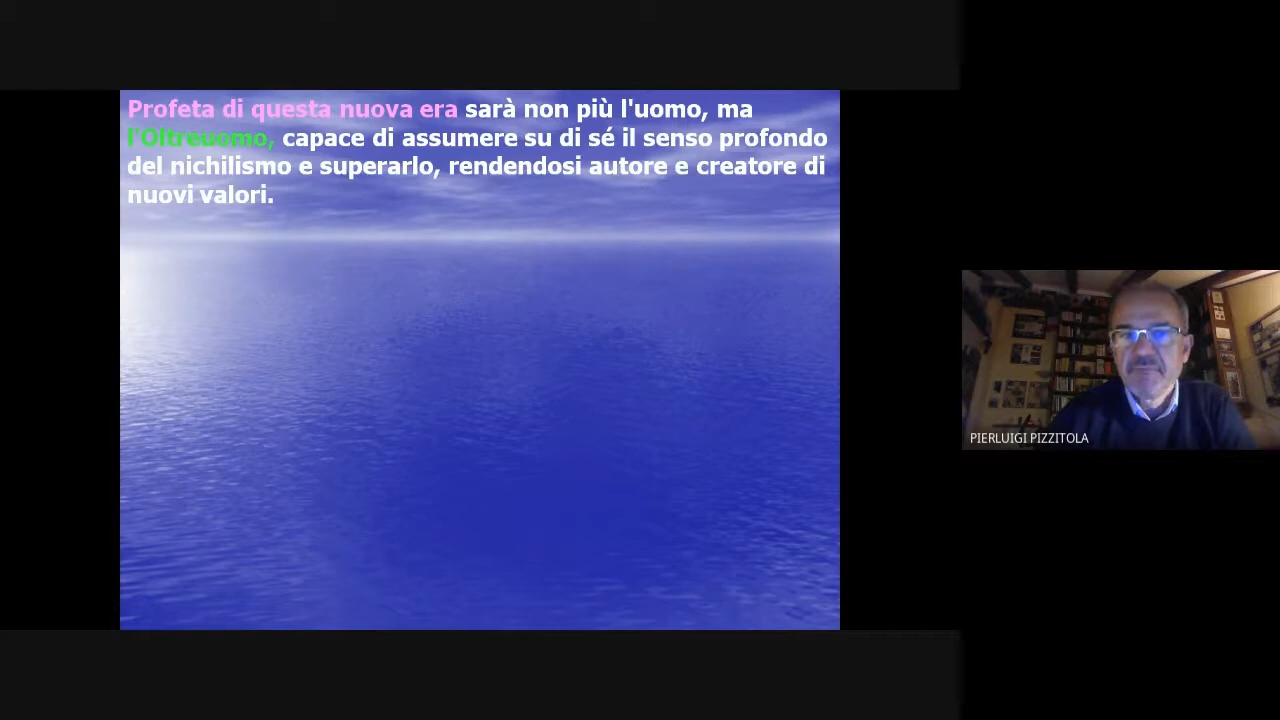 Profeta di questa nuova era sarà non più l'uomo, ma
l'Oltreuomo, capace di assumere su di sé il senso profondo
del nichilismo e superarlo, rendendosi autore e creatore di
nuovi valori.
PIERLUIGI PIZZITOLA